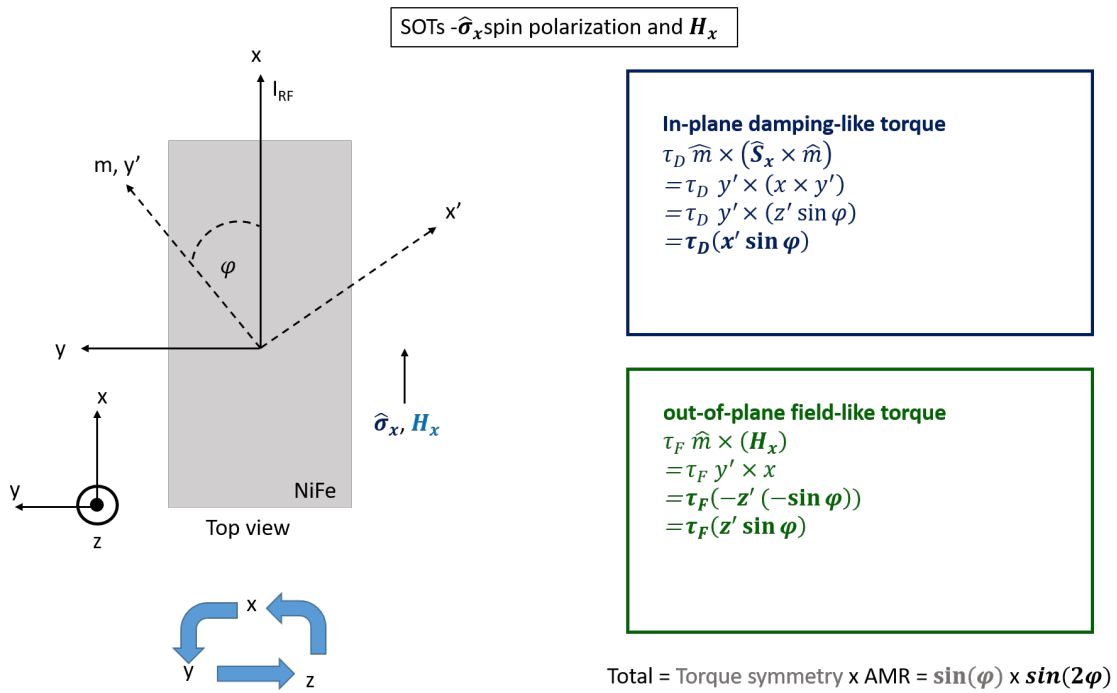 SOTs -σ̂ₓ spin polarization and Hₓ
x
I_RF
m, y’
x’
φ
y
σ̂ₓ, Hₓ
x
y
z
NiFe
Top view
x
y
z
In-plane damping-like torque
τ_D m̂ × (Ŝₓ × m̂)
=τ_D y′ × (x × y′)
=τ_D y′ × (z′ sin φ)
=τ_D(x′ sin φ)
out-of-plane field-like torque
τ_F m̂ × (Hₓ)
=τ_F y′ × x
=τ_F(−z′ (−sin φ))
=τ_F(z′ sin φ)
Total = Torque symmetry x AMR = sin(φ) x sin(2φ)